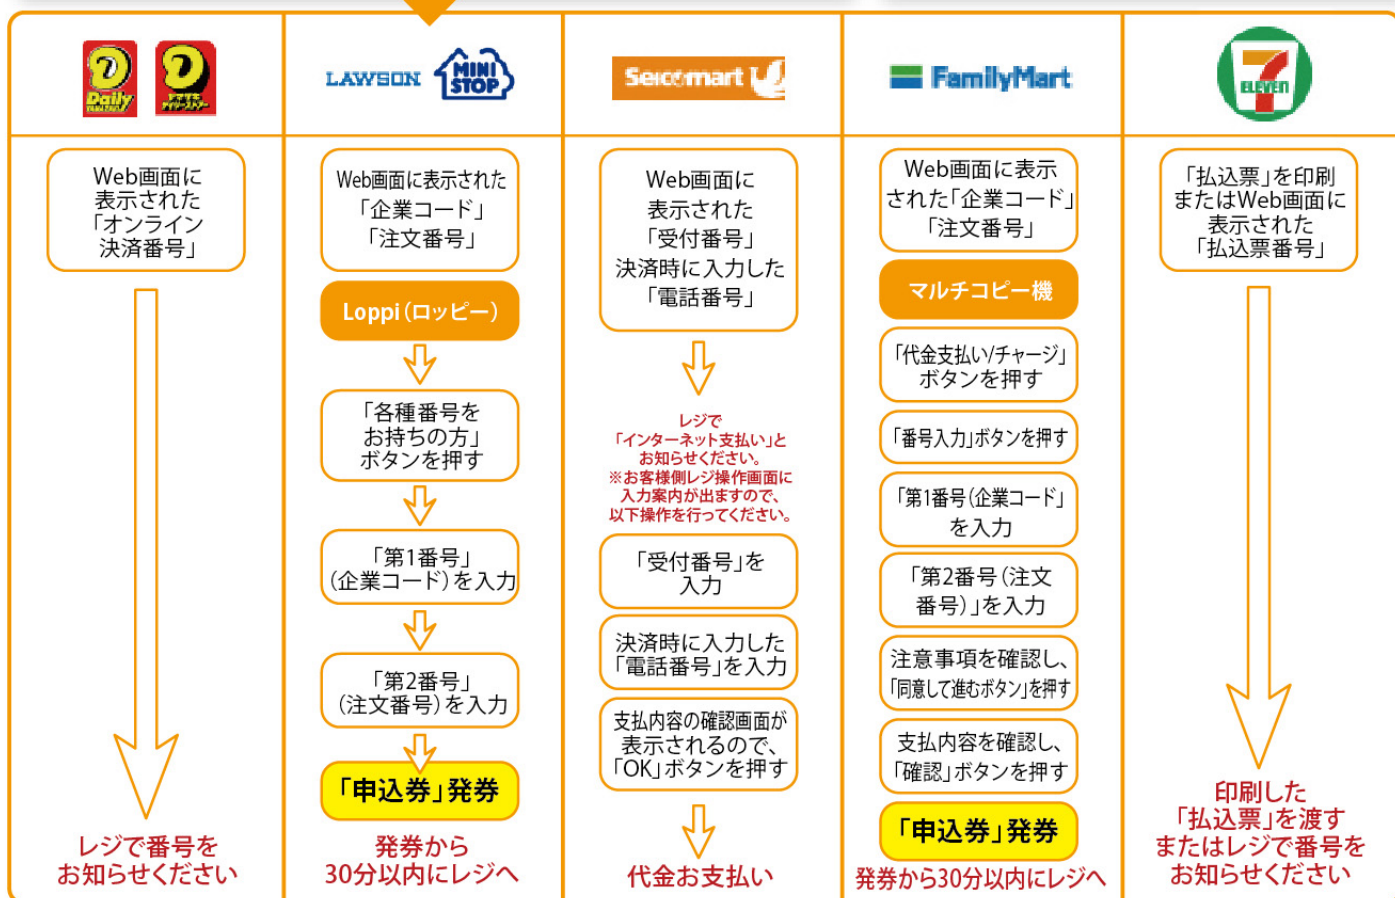 Daily
YAMAZAKI
ヤマザキ
デイリーストアー
LAWSON
MINI
STOP
Seicomart
FamilyMart
7
ELEVEN
Web画面に
表示された
「オンライン
決済番号」
レジで番号を
お知らせください
Web画面に表示された
「企業コード」
「注文番号」
Loppi（ロッピー）
「各種番号を
お持ちの方」
ボタンを押す
「第1番号」
（企業コード）を入力
「第2番号」
（注文番号）を入力
「申込券」発券
発券から
30分以内にレジへ
Web画面に
表示された
「受付番号」
決済時に入力した
「電話番号」
レジで
「インターネット支払い」と
お知らせください。
※お客様側レジ操作画面に
入力案内が出ますので、
以下操作を行ってください。
「受付番号」を
入力
決済時に入力した
「電話番号」を入力
支払内容の確認画面が
表示されるので、
「OK」ボタンを押す
代金お支払い
Web画面に表示
された「企業コード」
「注文番号」
マルチコピー機
「代金支払い/チャージ」
ボタンを押す
「番号入力」ボタンを押す
「第1番号（企業コード」
を入力
「第2番号（注文
番号）」を入力
注意事項を確認し、
「同意して進むボタン」を押す
支払内容を確認し、
「確認」ボタンを押す
「申込券」発券
発券から30分以内にレジへ
「払込票」を印刷
またはWeb画面に
表示された
「払込票番号」
印刷した
「払込票」を渡す
またはレジで番号を
お知らせください